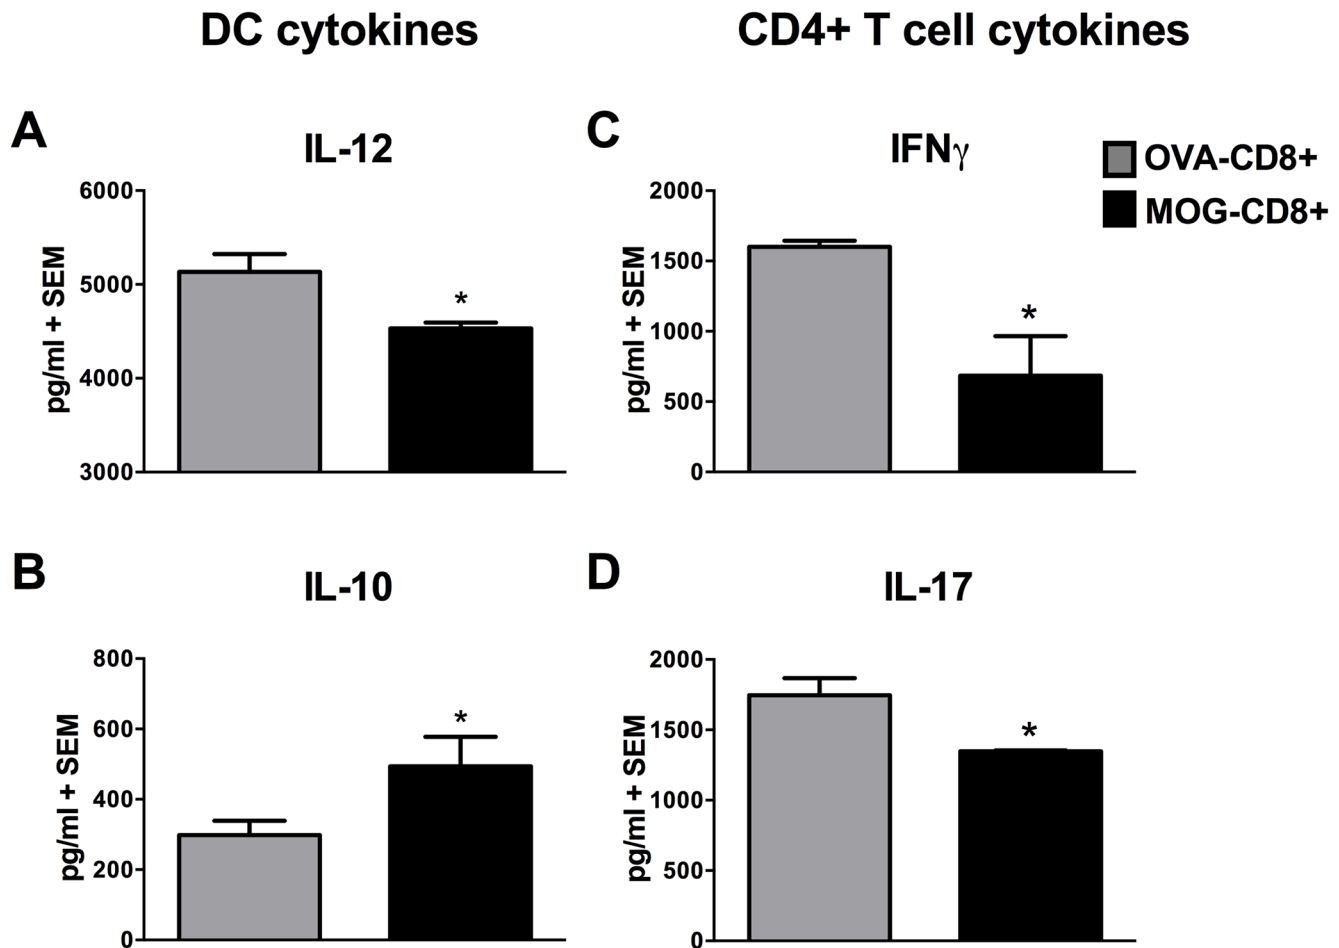 DC cytokines
CD4+ T cell cytokines
A
IL-12
pg/ml + SEM
6000
5000
4000
3000
*
B
IL-10
pg/ml + SEM
800
600
400
200
0
*
C
IFNγ
pg/ml + SEM
2000
1500
1000
500
0
*
OVA-CD8+
MOG-CD8+
D
IL-17
pg/ml + SEM
2000
1500
1000
500
0
*